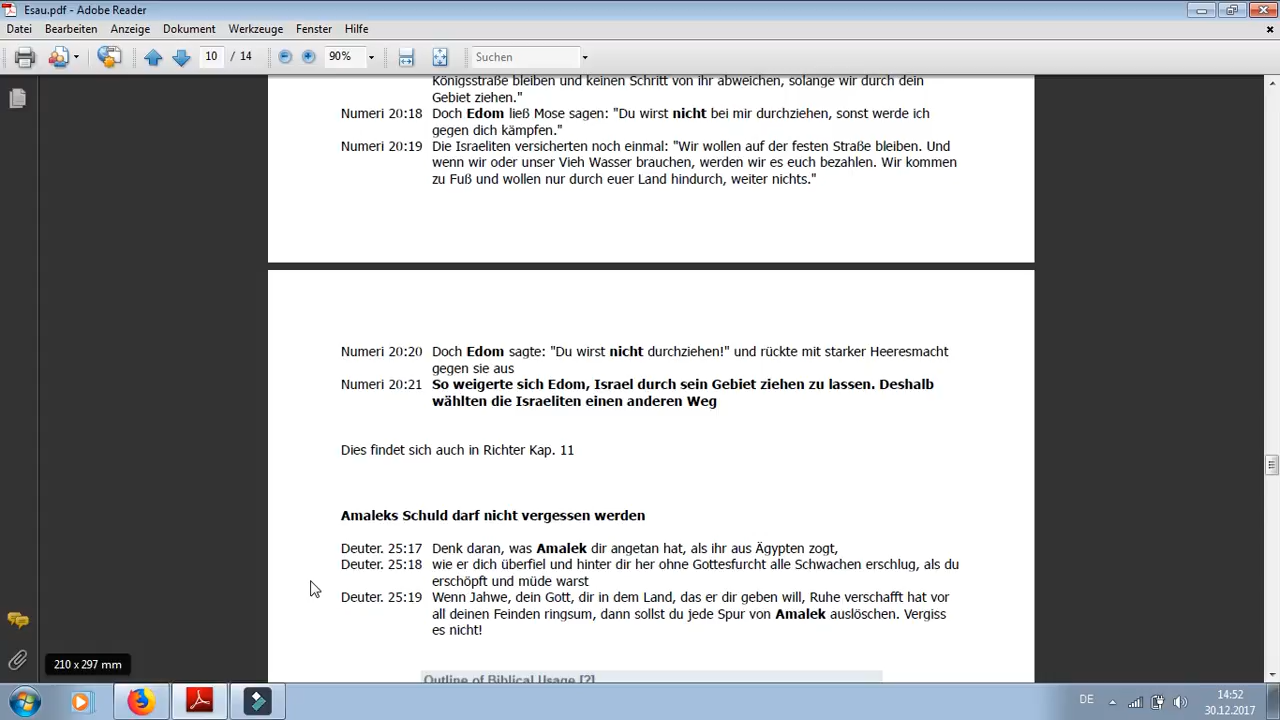 Esau.pdf - Adobe Reader
Datei Bearbeiten Anzeige Dokument Werkzeuge Fenster Hilfe
10 / 14 90% Suchen
Königsstraße bleiben und keinen Schritt von ihr abweichen, solange wir durch dein
Gebiet ziehen."
Numeri 20:18 Doch Edom ließ Mose sagen: "Du wirst nicht bei mir durchziehen, sonst werde ich
gegen dich kämpfen."
Numeri 20:19 Die Israeliten versicherten noch einmal: "Wir wollen auf der festen Straße bleiben. Und
wenn wir oder unser Vieh Wasser brauchen, werden wir es euch bezahlen. Wir kommen
zu Fuß und wollen nur durch euer Land hindurch, weiter nichts."
Numeri 20:20 Doch Edom sagte: "Du wirst nicht durchziehen!" und rückte mit starker Heeresmacht
gegen sie aus
Numeri 20:21 So weigerte sich Edom, Israel durch sein Gebiet ziehen zu lassen. Deshalb
wählten die Israeliten einen anderen Weg
Dies findet sich auch in Richter Kap. 11
Amaleks Schuld darf nicht vergessen werden
Deuter. 25:17 Denk daran, was Amalek dir angetan hat, als ihr aus Ägypten zogt,
Deuter. 25:18 wie er dich überfiel und hinter dir her ohne Gottesfurcht alle Schwachen erschlug, als du
erschöpft und müde warst
Deuter. 25:19 Wenn Jahwe, dein Gott, dir in dem Land, das er dir geben will, Ruhe verschafft hat vor
all deinen Feinden ringsum, dann sollst du jede Spur von Amalek auslöschen. Vergiss
es nicht!
210 x 297 mm
Outline of Biblical Usage [?]
DE 14:52
30.12.2017